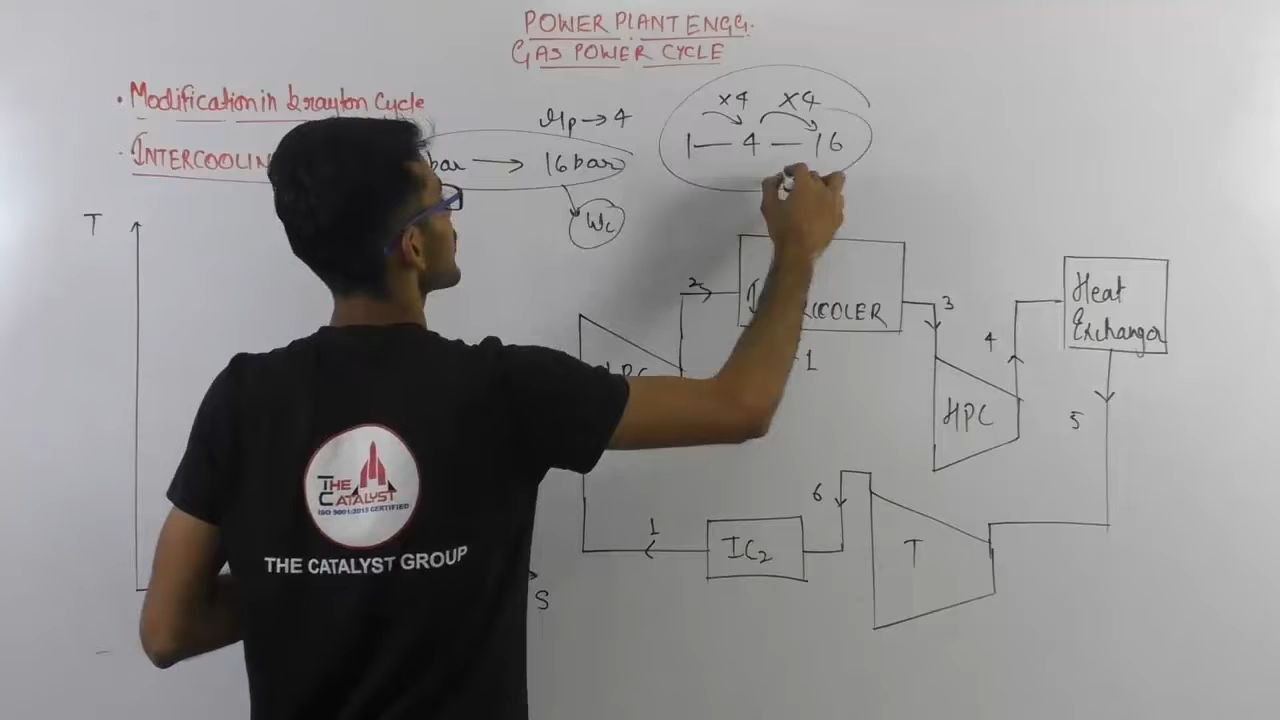 POWER PLANT ENGG.
GAS POWER CYCLE
• Modification in brayton Cycle
• INTERCOOLIN
rp → 4
bar → 16 bar
Wc
×4 ×4
1 — 4 — 16
T
S
2
3
4
5
6
1
1
HPC
Heat
Exchanger
T
IC2
THE
CATALYST
ISO 9001:2015 CERTIFIED
THE CATALYST GROUP